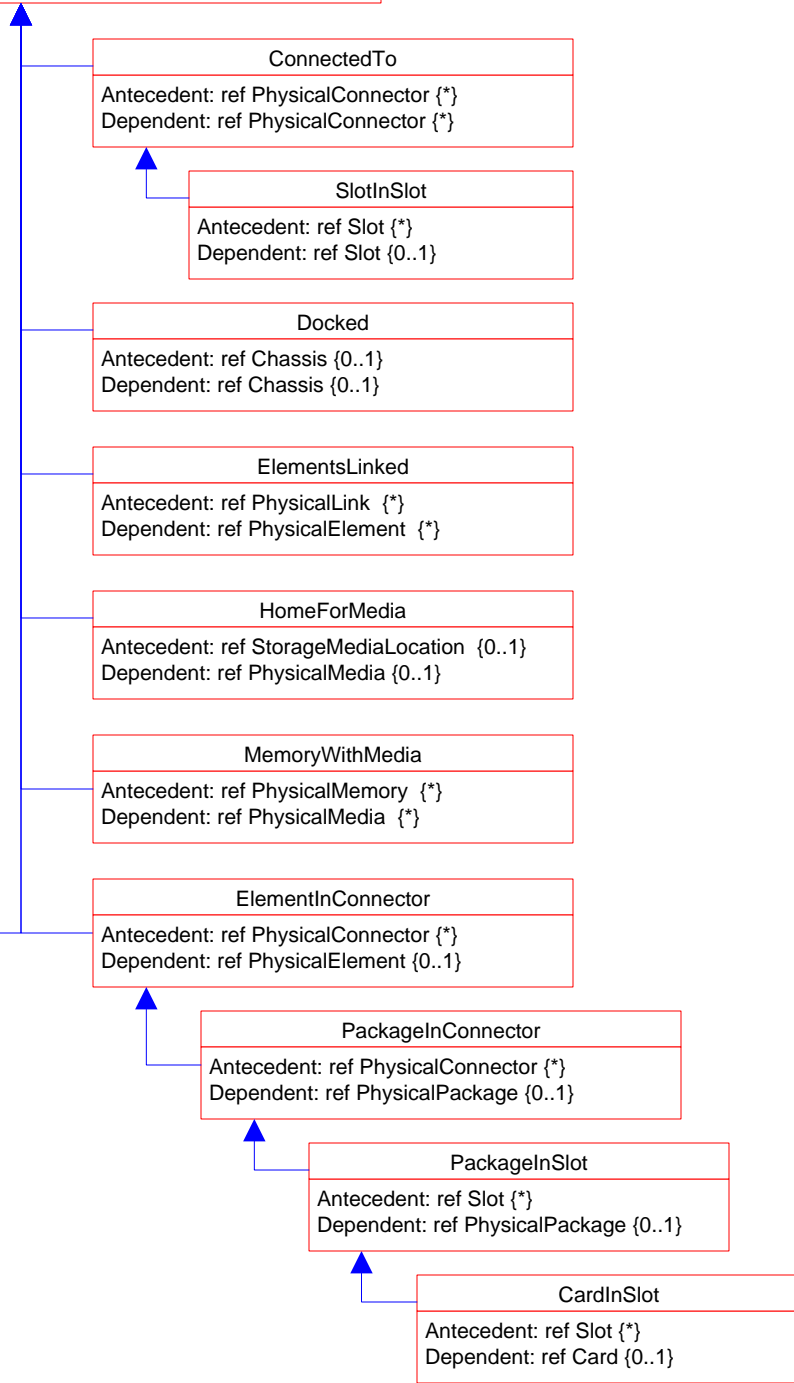 ConnectedTo
Antecedent: ref PhysicalConnector {*}
Dependent: ref PhysicalConnector {*}
SlotInSlot
Antecedent: ref Slot {*}
Dependent: ref Slot {0..1}
Docked
Antecedent: ref Chassis {0..1}
Dependent: ref Chassis {0..1}
ElementsLinked
Antecedent: ref PhysicalLink {*}
Dependent: ref PhysicalElement {*}
HomeForMedia
Antecedent: ref StorageMediaLocation {0..1}
Dependent: ref PhysicalMedia {0..1}
MemoryWithMedia
Antecedent: ref PhysicalMemory {*}
Dependent: ref PhysicalMedia {*}
ElementInConnector
Antecedent: ref PhysicalConnector {*}
Dependent: ref PhysicalElement {0..1}
PackageInConnector
Antecedent: ref PhysicalConnector {*}
Dependent: ref PhysicalPackage {0..1}
PackageInSlot
Antecedent: ref Slot {*}
Dependent: ref PhysicalPackage {0..1}
CardInSlot
Antecedent: ref Slot {*}
Dependent: ref Card {0..1}